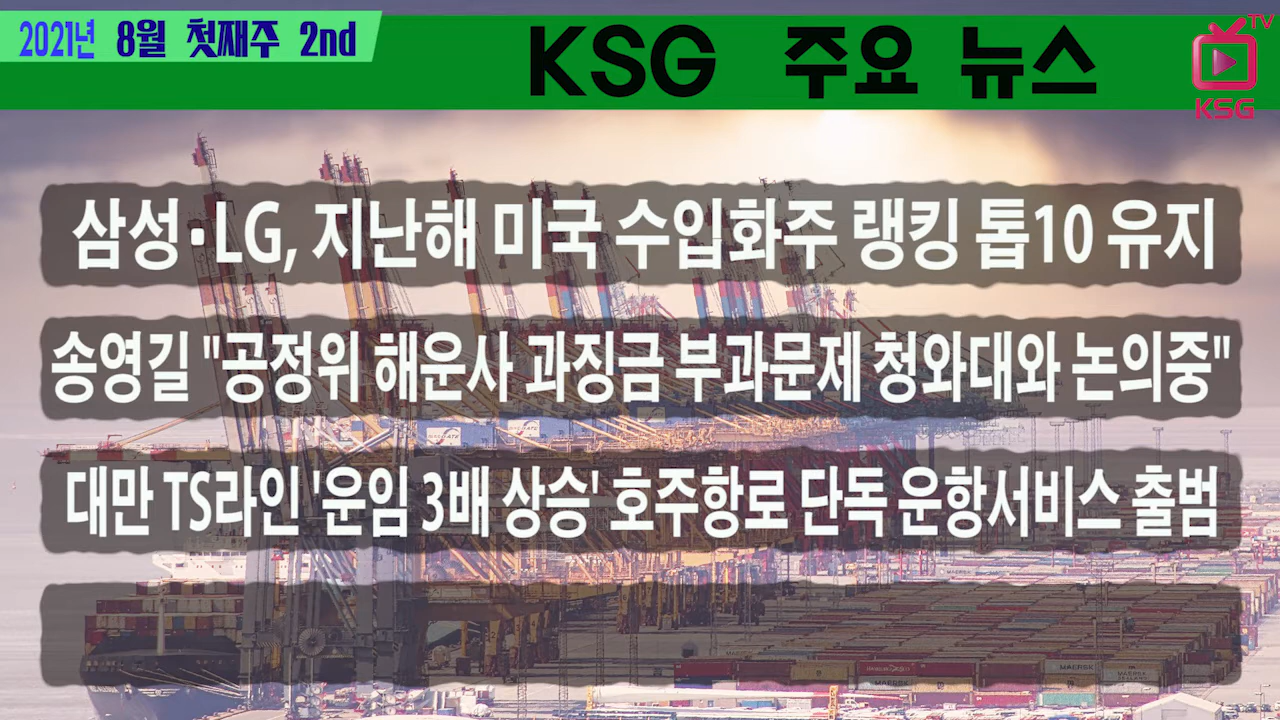 2021년 8월 첫째주 2nd
KSG 주요 뉴스
TV
KSG
삼성·LG, 지난해 미국 수입화주 랭킹 톱10 유지
송영길 "공정위 해운사 과징금 부과문제 청와대와 논의중"
대만 TS라인 '운임 3배 상승' 호주항로 단독 운항서비스 출범
MAERSK
MAERSK